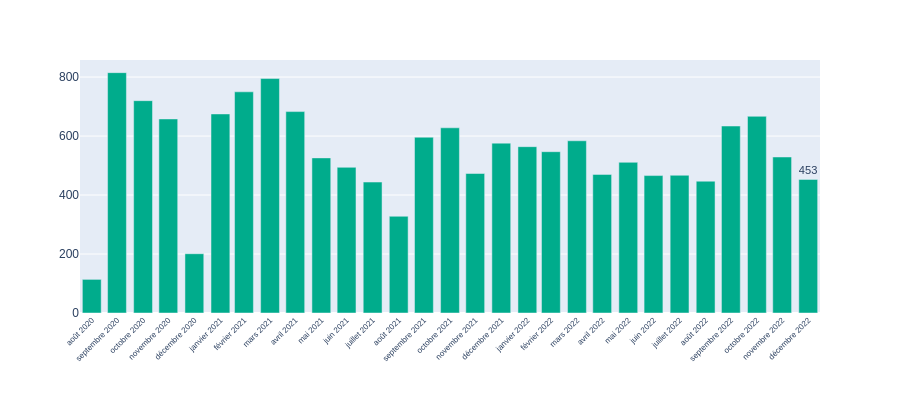 800
600
400
200
0
453
août 2020
septembre 2020
octobre 2020
novembre 2020
décembre 2020
janvier 2021
février 2021
mars 2021
avril 2021
mai 2021
juin 2021
juillet 2021
août 2021
septembre 2021
octobre 2021
novembre 2021
décembre 2021
janvier 2022
février 2022
mars 2022
avril 2022
mai 2022
juin 2022
juillet 2022
août 2022
septembre 2022
octobre 2022
novembre 2022
décembre 2022